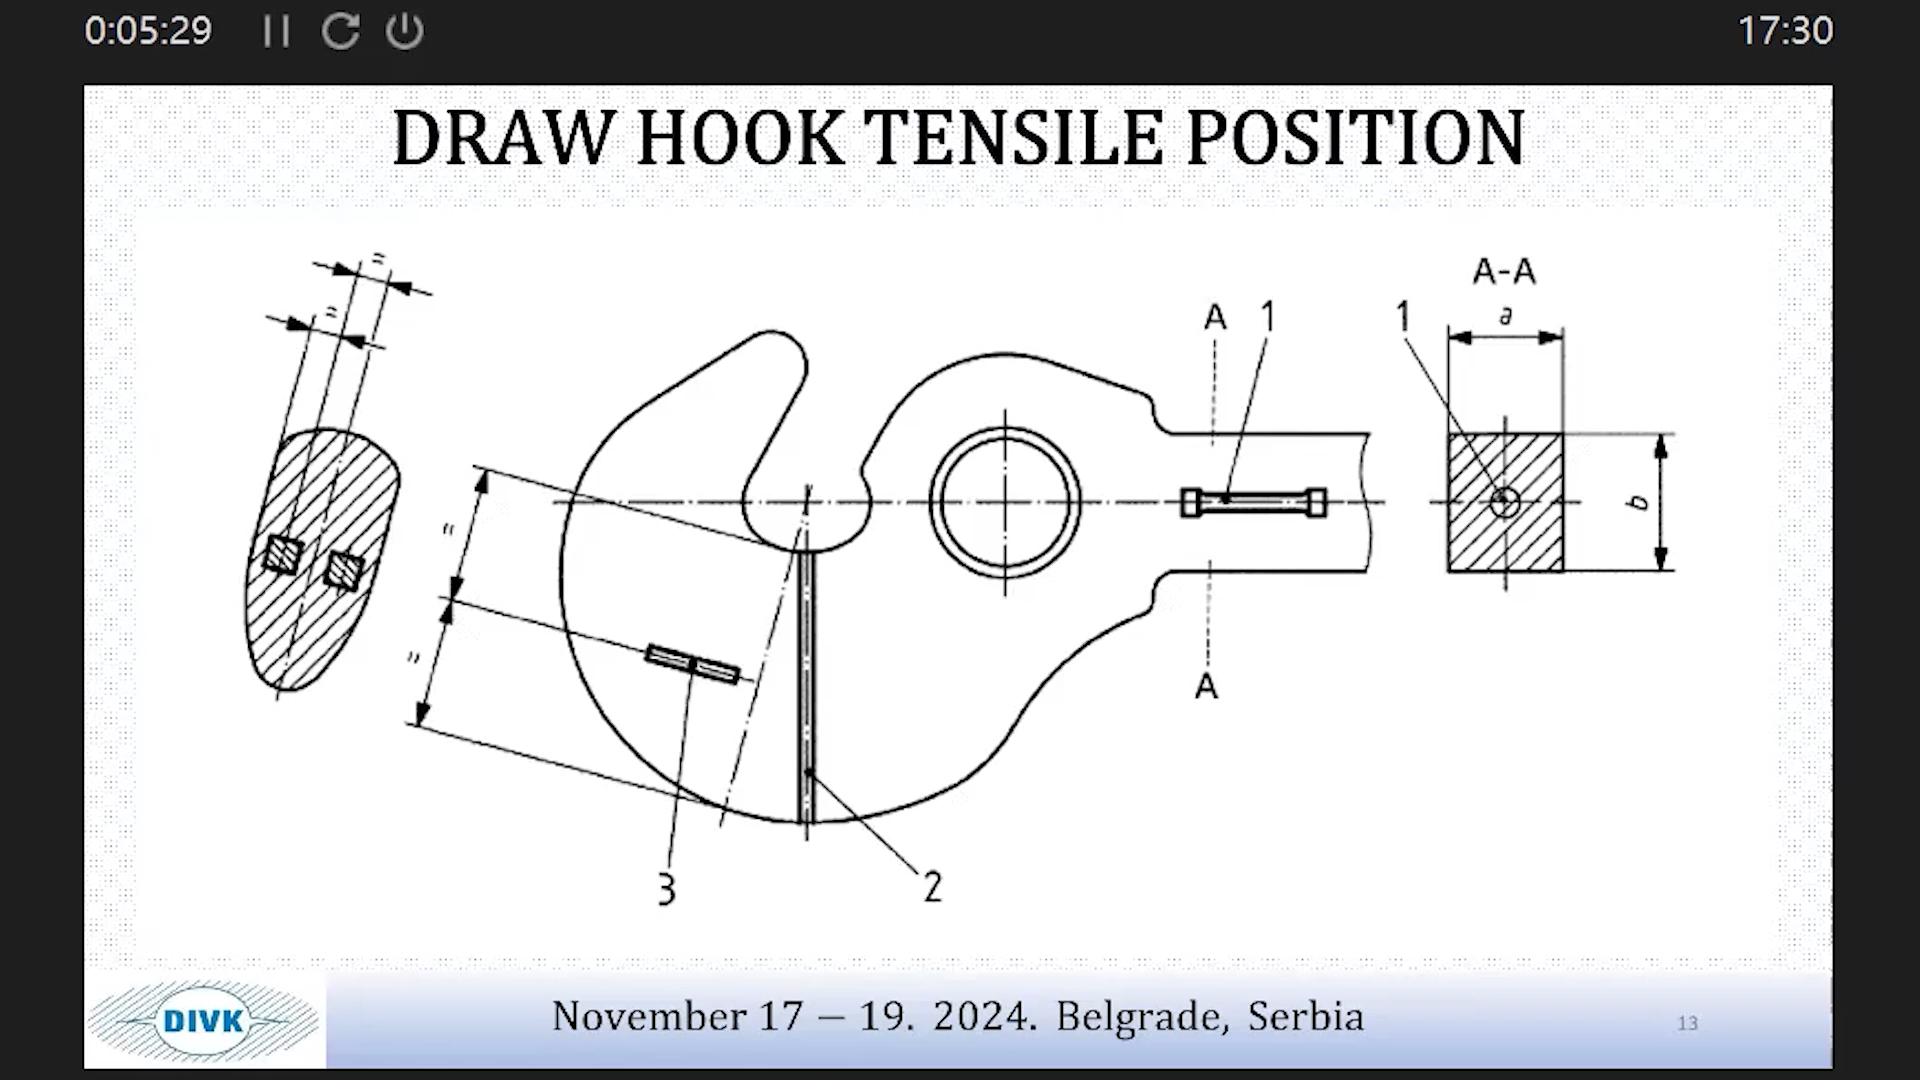 0:05:29
17:30
DRAW HOOK TENSILE POSITION
=
=
A
1
1
A-A
a
b
=
=
A
3
2
DIVK
November 17 – 19. 2024. Belgrade, Serbia
13